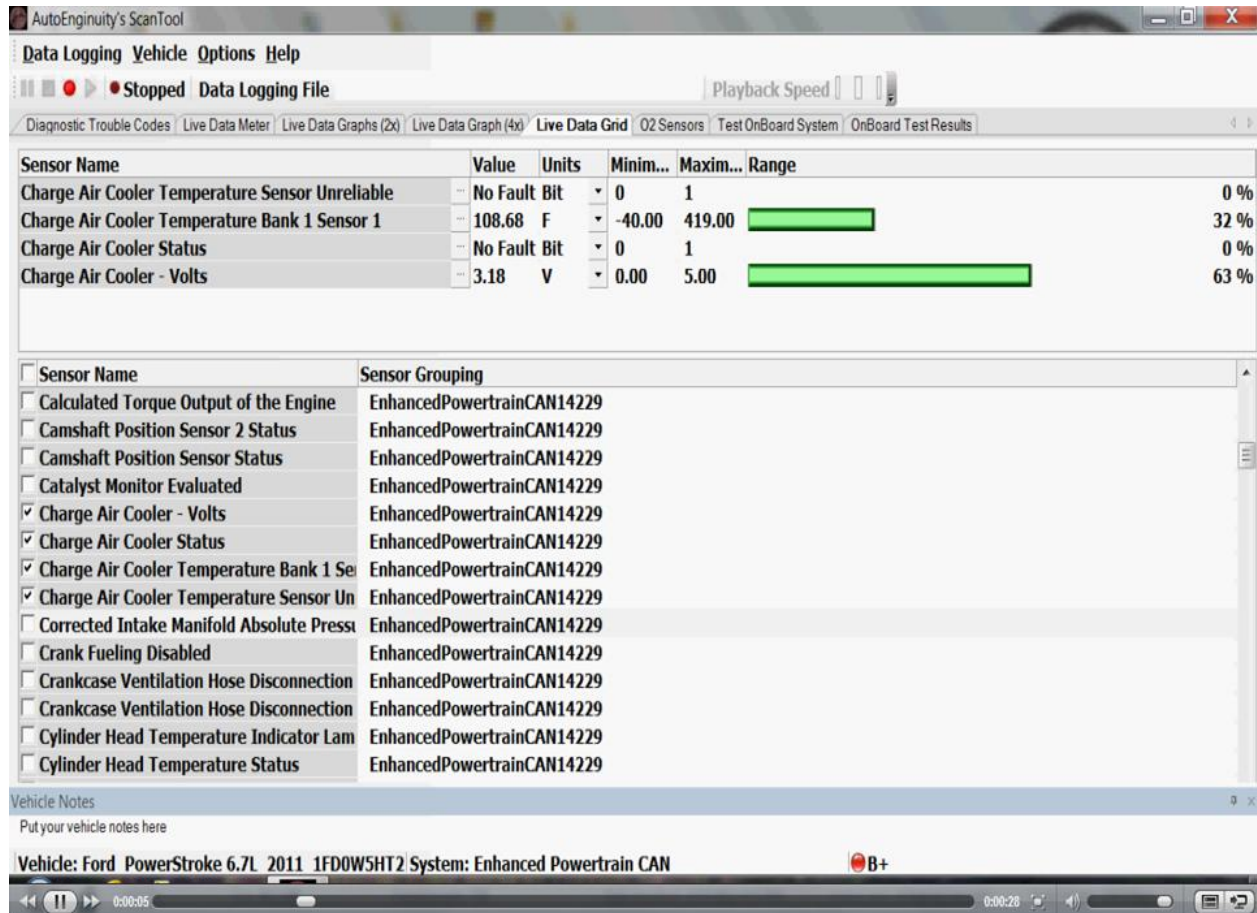 AutoEnginuity's ScanTool
Data Logging Vehicle Options Help
Stopped Data Logging File Playback Speed
Diagnostic Trouble Codes Live Data Meter Live Data Graphs (2x) Live Data Graph (4x) Live Data Grid O2 Sensors Test OnBoard System OnBoard Test Results
Sensor Name Value Units Minim... Maxim... Range
Charge Air Cooler Temperature Sensor Unreliable ... No Fault Bit 0 1 0 %
Charge Air Cooler Temperature Bank 1 Sensor 1 ... 108.68 F -40.00 419.00 32 %
Charge Air Cooler Status ... No Fault Bit 0 1 0 %
Charge Air Cooler - Volts ... 3.18 V 0.00 5.00 63 %
Sensor Name Sensor Grouping
Calculated Torque Output of the Engine EnhancedPowertrainCAN14229
Camshaft Position Sensor 2 Status EnhancedPowertrainCAN14229
Camshaft Position Sensor Status EnhancedPowertrainCAN14229
Catalyst Monitor Evaluated EnhancedPowertrainCAN14229
Charge Air Cooler - Volts EnhancedPowertrainCAN14229
Charge Air Cooler Status EnhancedPowertrainCAN14229
Charge Air Cooler Temperature Bank 1 Se EnhancedPowertrainCAN14229
Charge Air Cooler Temperature Sensor Un EnhancedPowertrainCAN14229
Corrected Intake Manifold Absolute Pressu EnhancedPowertrainCAN14229
Crank Fueling Disabled EnhancedPowertrainCAN14229
Crankcase Ventilation Hose Disconnection EnhancedPowertrainCAN14229
Crankcase Ventilation Hose Disconnection EnhancedPowertrainCAN14229
Cylinder Head Temperature Indicator Lam EnhancedPowertrainCAN14229
Cylinder Head Temperature Status EnhancedPowertrainCAN14229
Vehicle Notes
Put your vehicle notes here
Vehicle: Ford PowerStroke 6.7L 2011 1FD0W5HT2 System: Enhanced Powertrain CAN B+
0:00:05 0:00:28